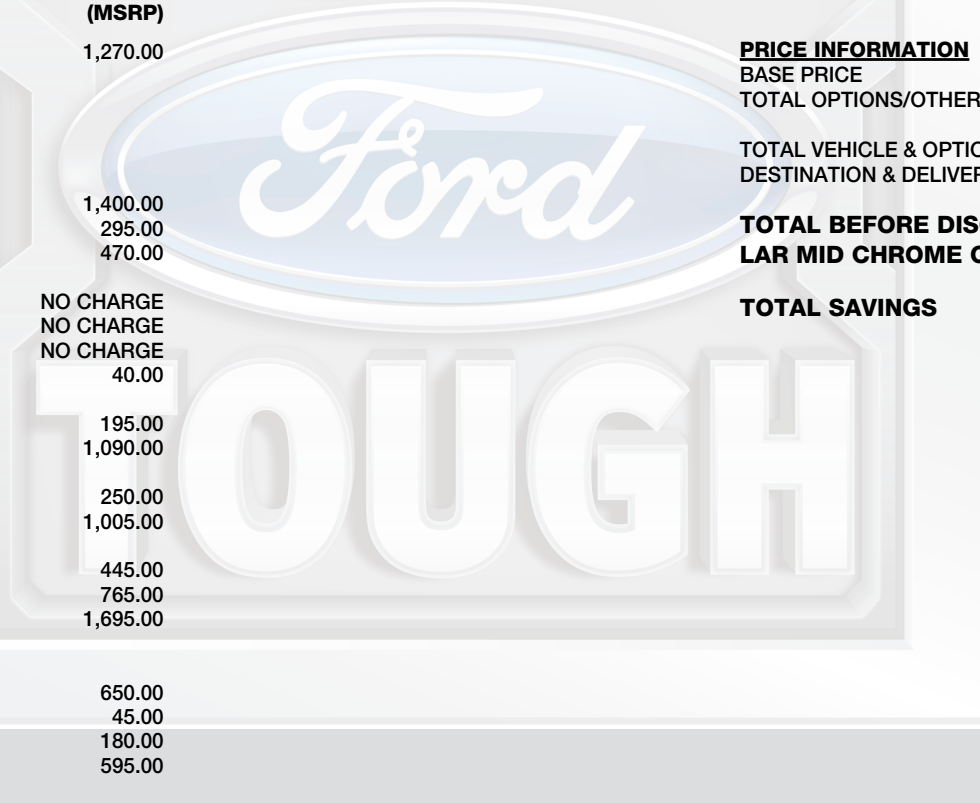 (MSRP)
1,270.00
1,400.00
295.00
470.00
NO CHARGE
NO CHARGE
NO CHARGE
40.00
195.00
1,090.00
250.00
1,005.00
445.00
765.00
1,695.00
650.00
45.00
180.00
595.00
PRICE INFORMATION
BASE PRICE
TOTAL OPTIONS/OTHER
TOTAL VEHICLE & OPTIO
DESTINATION & DELIVER
TOTAL BEFORE DIS
LAR MID CHROME
TOTAL SAVINGS
Ford
TOUGH